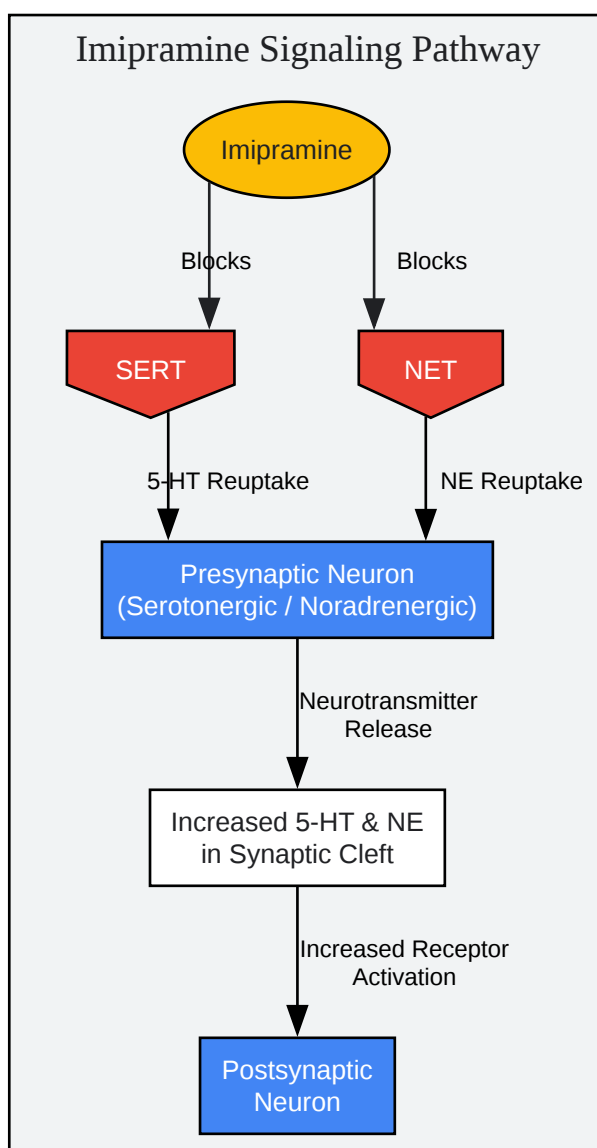 Imipramine Signaling Pathway
Imipramine
Blocks
Blocks
SERT
NET
5-HT Reuptake
NE Reuptake
Presynaptic Neuron
(Serotonergic / Noradrenergic)
Neurotransmitter
Release
Increased 5-HT & NE
in Synaptic Cleft
Increased Receptor
Activation
Postsynaptic
Neuron